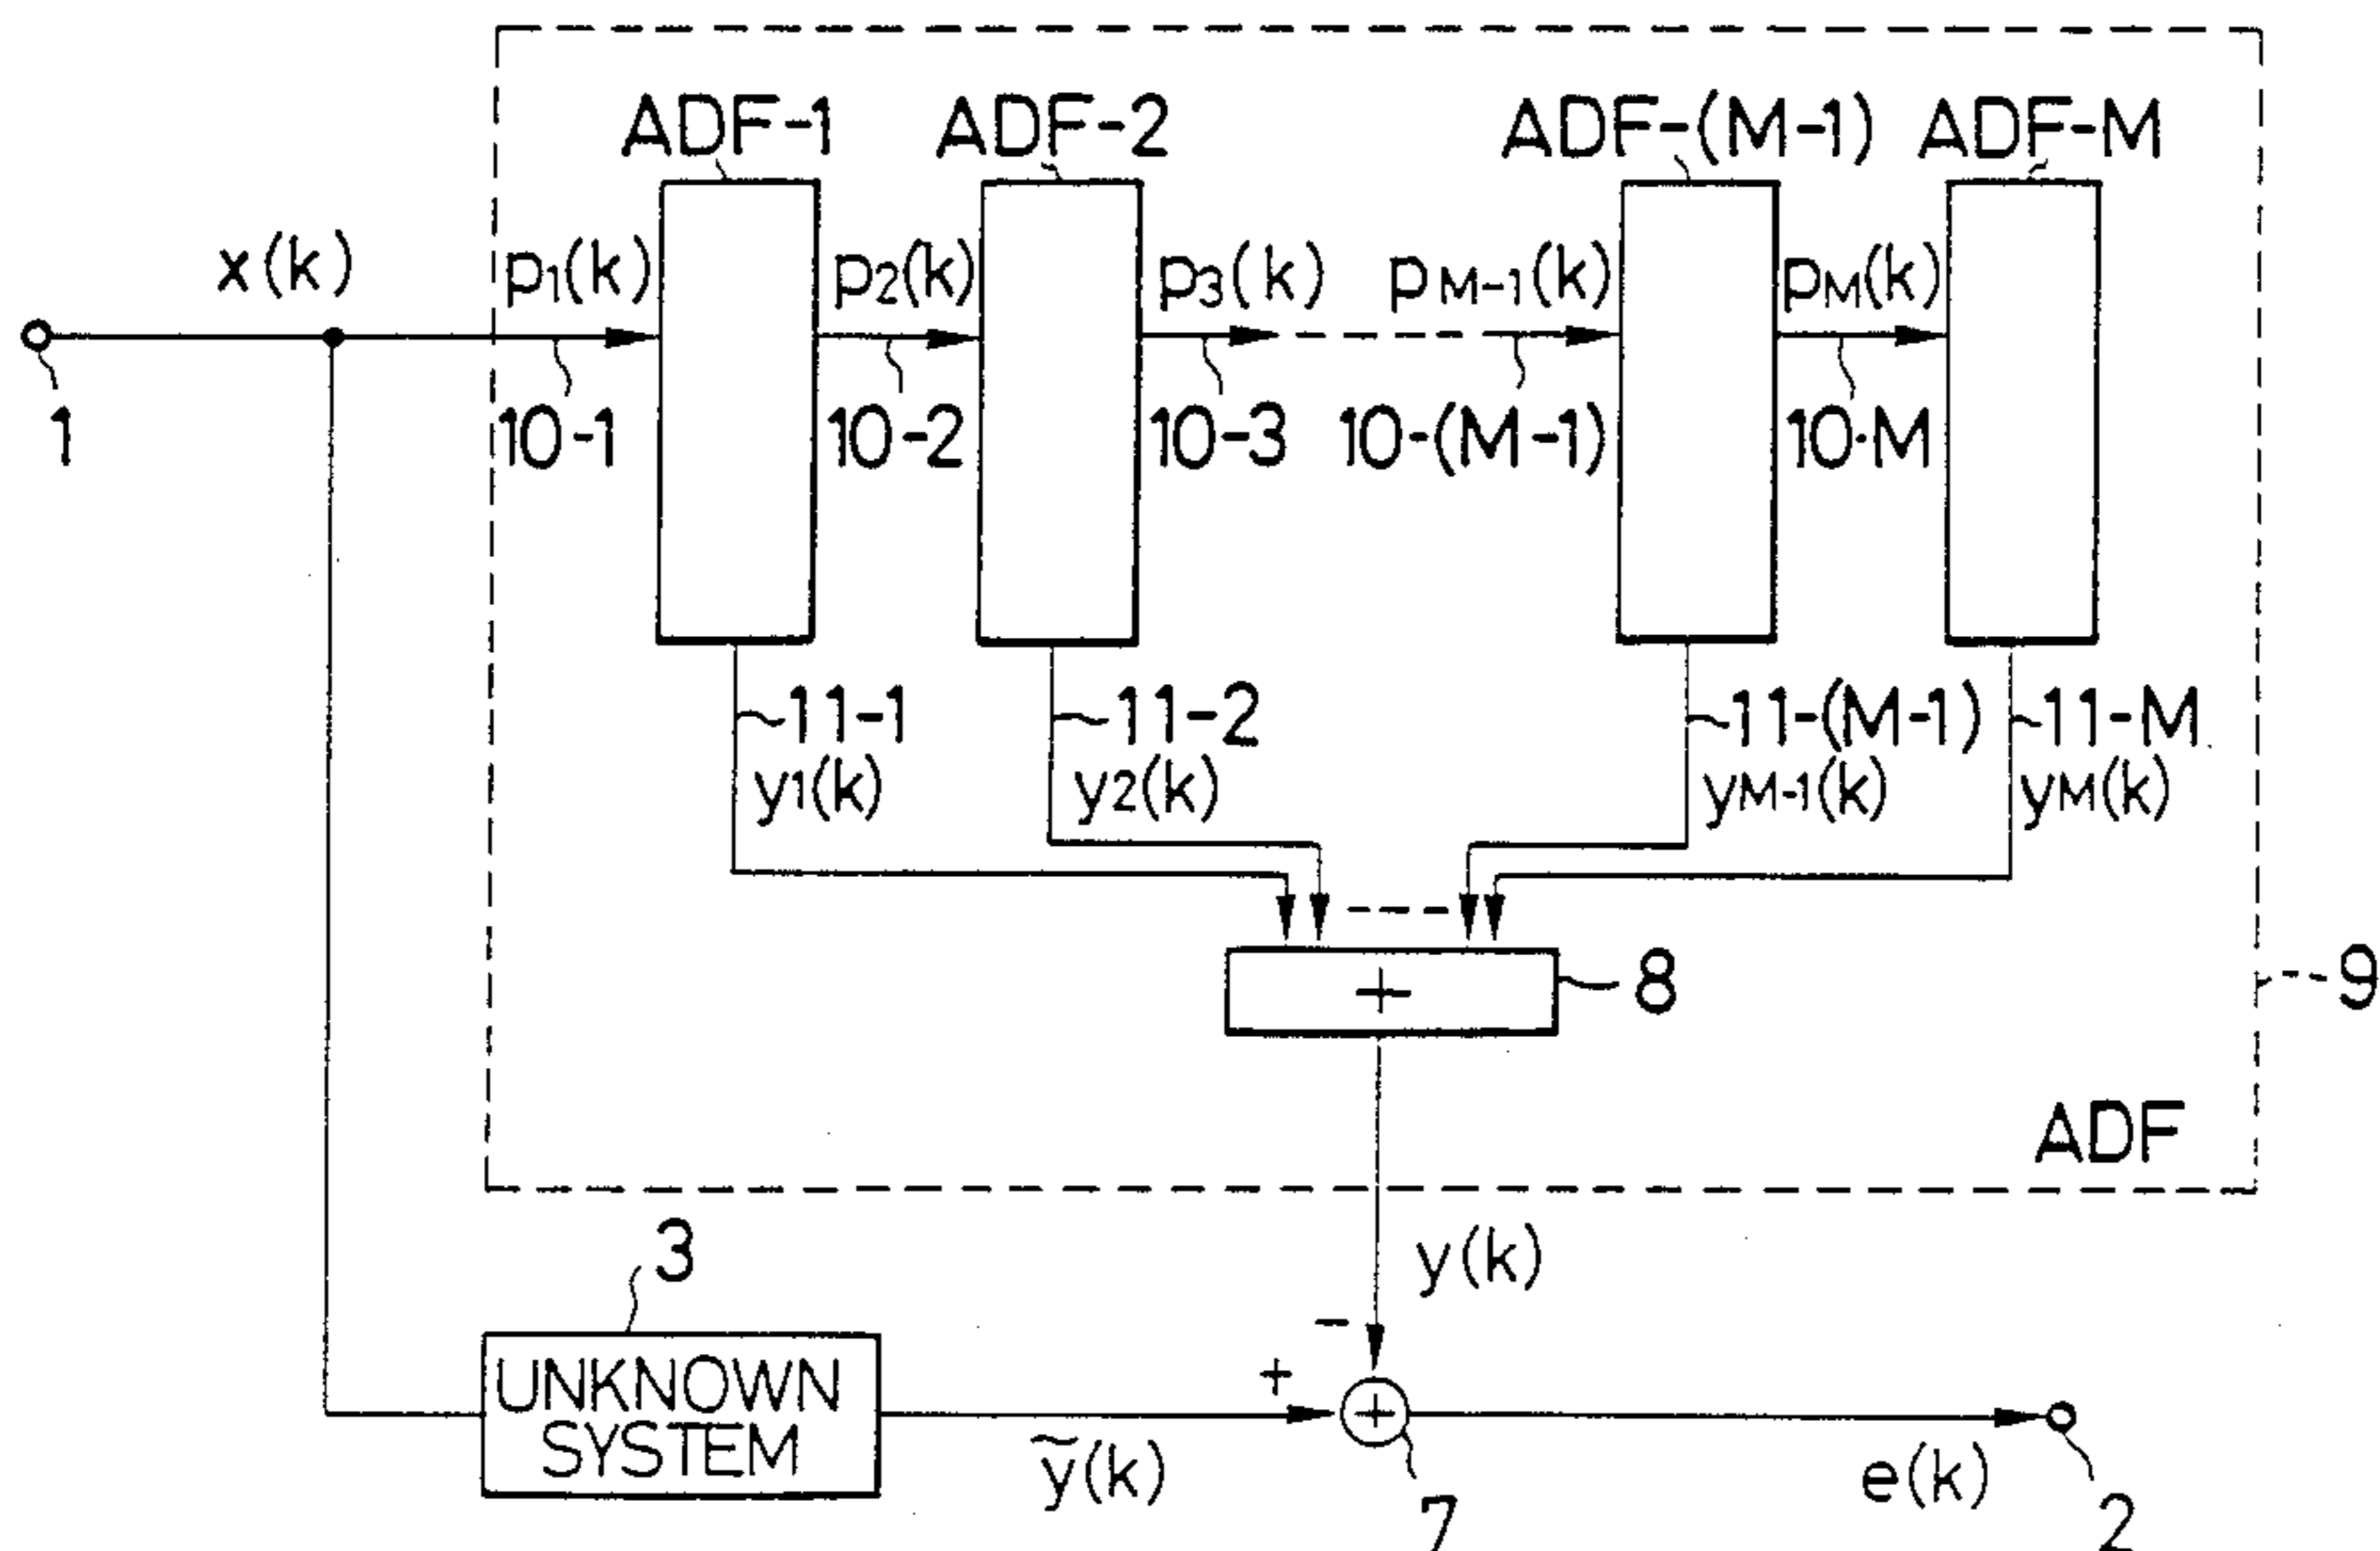 ADF-1 ADF-2 ADF-(M-1) ADF-M
x(k) p1(k) p2(k) p3(k) pM-1(k) pM(k)
1 10-1 10-2 10-3 10-(M-1) 10·M
11-1 11-2 11-(M-1) 11-M
y1(k) y2(k) yM-1(k) yM(k)
+ 8 9
ADF
3 y(k)
-
UNKNOWN
SYSTEM
+ +
ỹ(k) e(k)
7 2